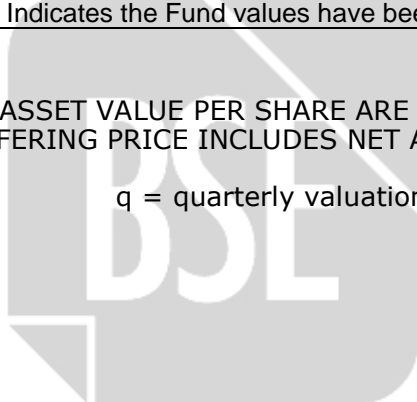 Indicates the Fund values have bee
ASSET VALUE PER SHARE ARE
FERING PRICE INCLUDES NET A
q = quarterly valuation
BSE